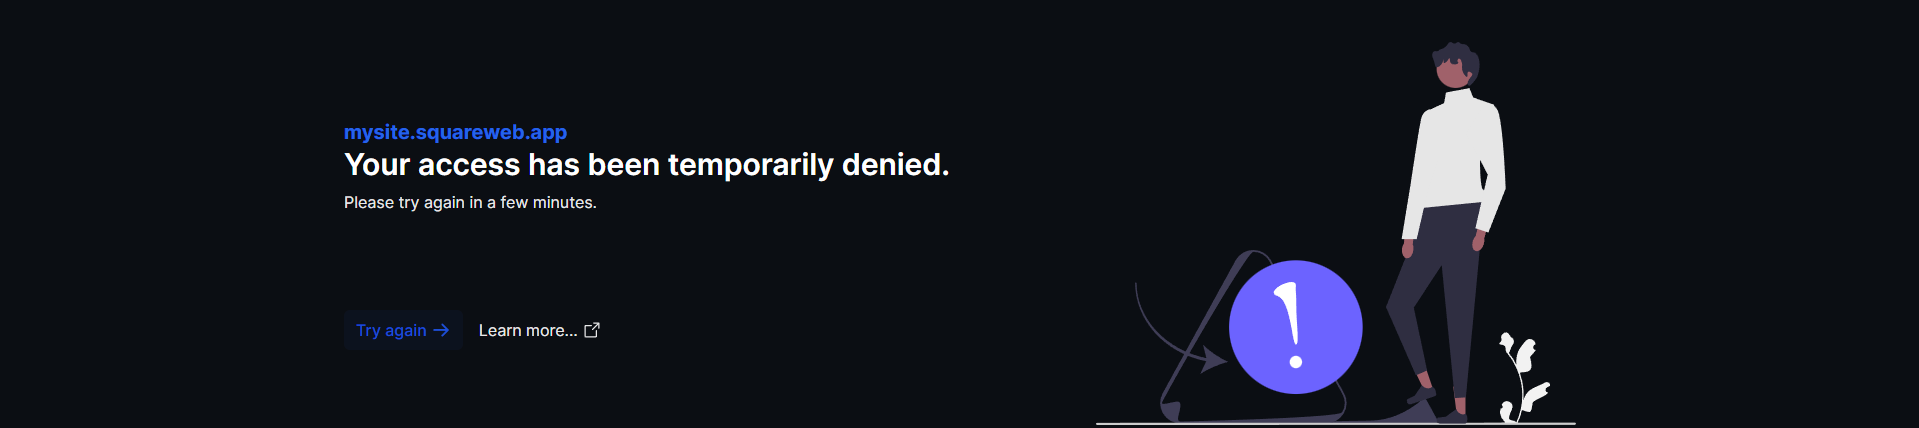 mysite.squareweb.app
Your access has been temporarily denied.
Please try again in a few minutes.
Try again
Learn more...
!